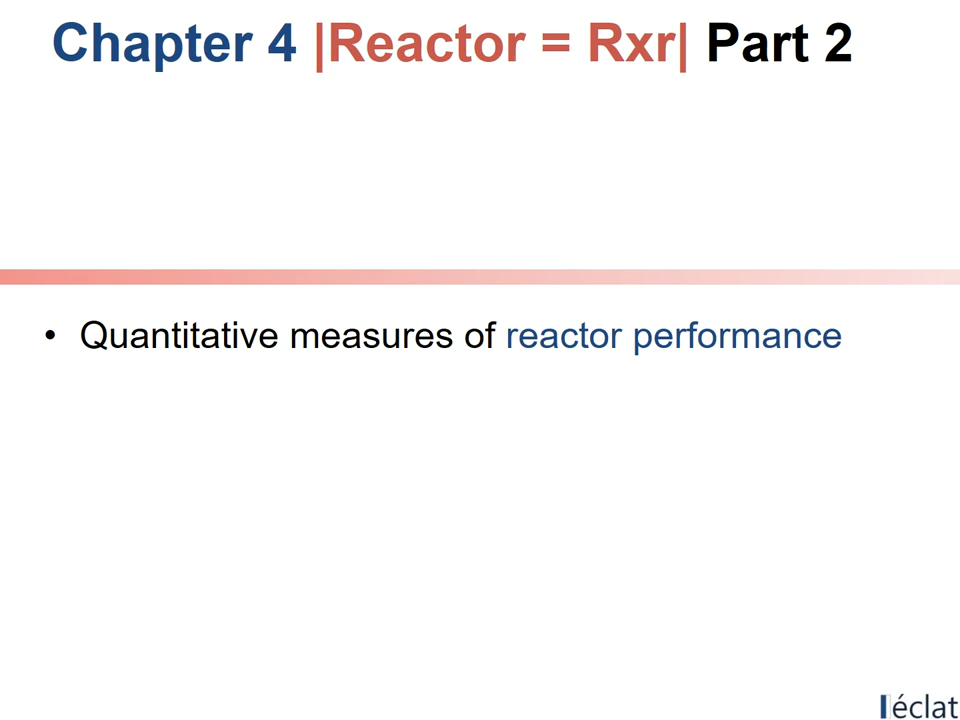 Chapter 4 |Reactor = Rxr| Part 2
• Quantitative measures of reactor performance
éclat